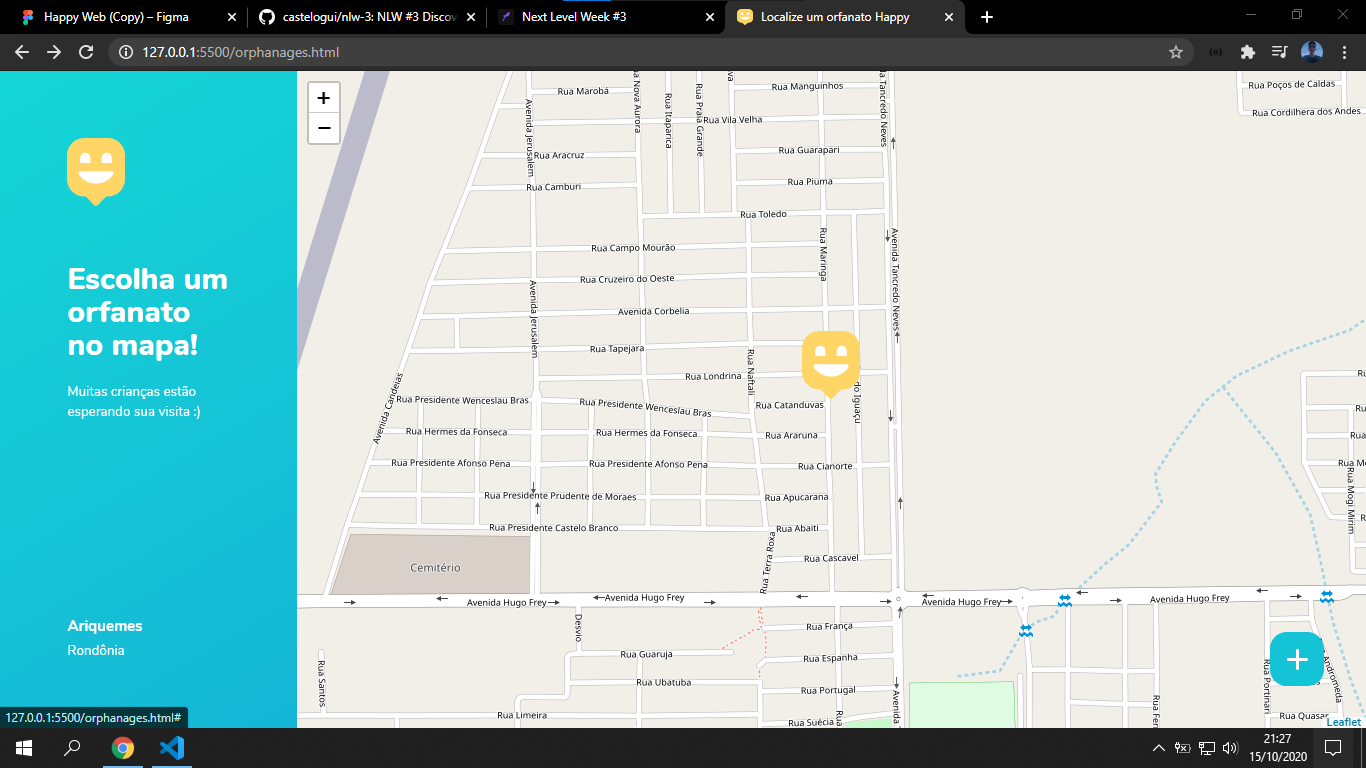 Happy Web (Copy) – Figma
castelogui/nlw-3: NLW #3 Discov
Next Level Week #3
Localize um orfanato Happy
127.0.0.1:5500/orphanages.html
Escolha um
orfanato
no mapa!
Muitas crianças estão
esperando sua visita :)
Ariquemes
Rondônia
127.0.0.1:5500/orphanages.html#
+
−
Rua Marobá
Rua Nova Aurora
Rua Itaparica
Rua Praia Grande
Rua Manguinhos
Avenida Tancredo Neves
Rua Poços de Caldas
Rua Cordilhera dos Andes
Avenida Jerusalem
Rua Vila Velha
Rua Aracruz
Rua Guarapari
Rua Camburi
Rua Piuma
Rua Toledo
Rua Campo Mourão
Rua Maringa
Avenida Tancredo Neves
Rua Cruzeiro do Oeste
Avenida Jerusalem
Avenida Corbelia
Rua Tapejara
Rua Naftali
Rua Londrina
Avenida Candeias
Rua Presidente Wenceslau Bras
Rua Presidente Wenceslau Bras
Rua Catanduvas
do Iguaçu
Rua Hermes da Fonseca
Rua Hermes da Fonseca
Rua Araruna
Rua Presidente Afonso Pena
Rua Presidente Afonso Pena
Rua Cianorte
Rua Mogi Mirim
Rua Presidente Prudente de Moraes
Rua Apucarana
Rua Presidente Castelo Branco
Rua Abaiti
Rua Terra Roxa
Rua Cascavel
Cemitério
Avenida Hugo Frey
Avenida Hugo Frey
Avenida Hugo Frey
Avenida Hugo Frey
Desvio
Rua França
Rua Guaruja
Rua Espanha
Rua Santos
Rua Ubatuba
Rua Portugal
Rua Portinari
Andromeda
Rua Limeira
Rua Suécia
Avenida
Rua Quasar
Leaflet
21:27
15/10/2020